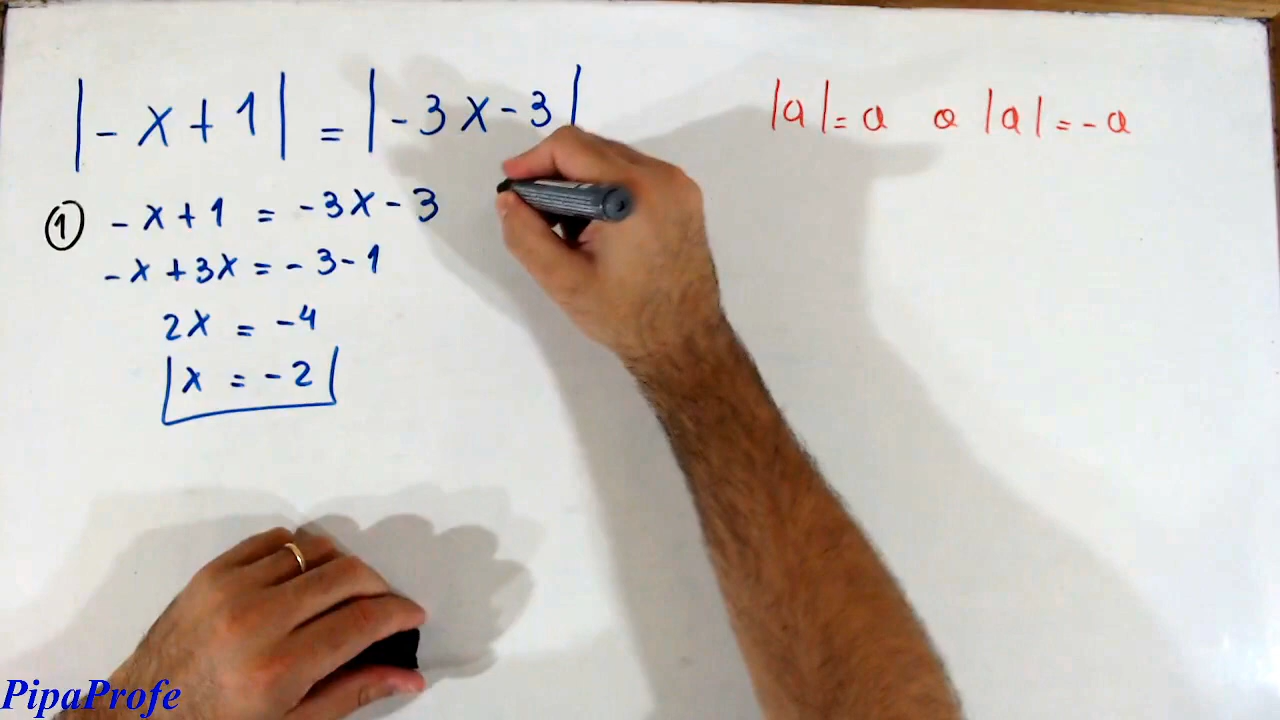 |-x+1| = |-3x-3|
|a|=a o |a|=-a
① -x+1 = -3x-3
-x+3x=-3-1
2x = -4
x = -2
PipaProfe